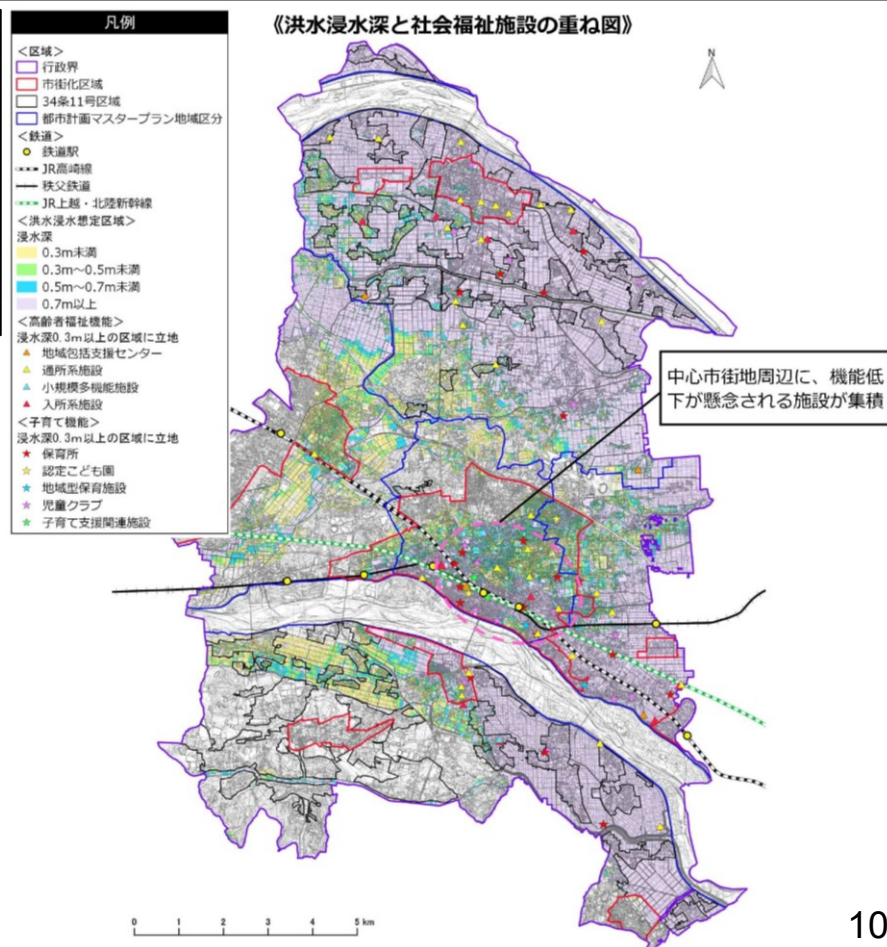 《洪水浸水深と社会福祉施設の重ね図》
凡例
＜区域＞
行政界
市街化区域
34条11号区域
都市計画マスタープラン地域区分
＜鉄道＞
鉄道駅
JR高崎線
秩父鉄道
JR上越・北陸新幹線
＜洪水浸水想定区域＞
浸水深
0.3m未満
0.3m～0.5m未満
0.5m～0.7m未満
0.7m以上
＜高齢者福祉機能＞
浸水深0.3m以上の区域に立地
地域包括支援センター
通所系施設
小規模多機能施設
入所系施設
＜子育て機能＞
浸水深0.3m以上の区域に立地
保育所
認定こども園
地域型保育施設
児童クラブ
子育て支援関連施設
N
中心市街地周辺に、機能低
下が懸念される施設が集積
0 1 2 3 4 5 km
10